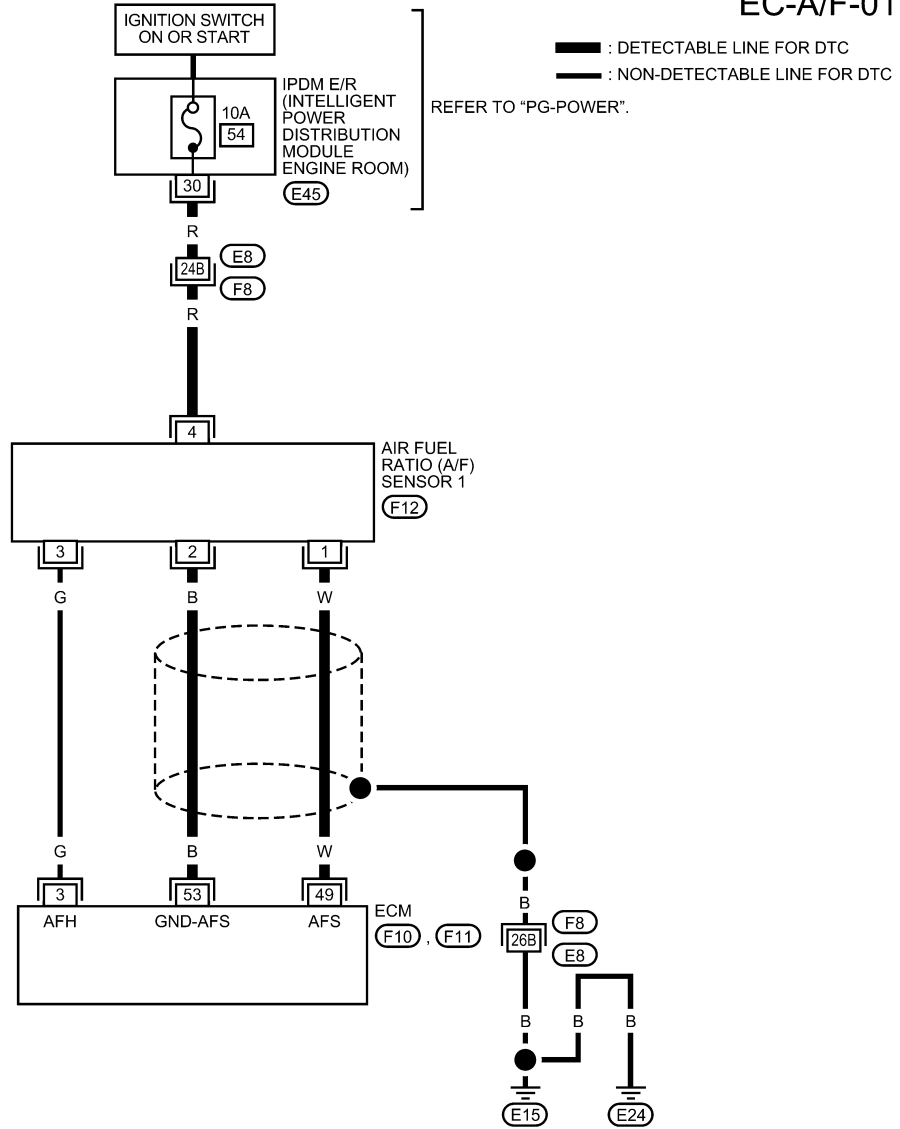 EC-A/F-01
IGNITION SWITCH
ON OR START
: DETECTABLE LINE FOR DTC
: NON-DETECTABLE LINE FOR DTC
10A
54
IPDM E/R
(INTELLIGENT
POWER
DISTRIBUTION
MODULE
ENGINE ROOM)
E45
REFER TO “PG-POWER”.
30
R
24B
E8
F8
R
4
AIR FUEL
RATIO (A/F)
SENSOR 1
F12
3 2 1
G B W
G B W
3 53 49
AFH GND-AFS AFS
ECM
F10 , F11
B
26B
F8
E8
B B B
E15 E24